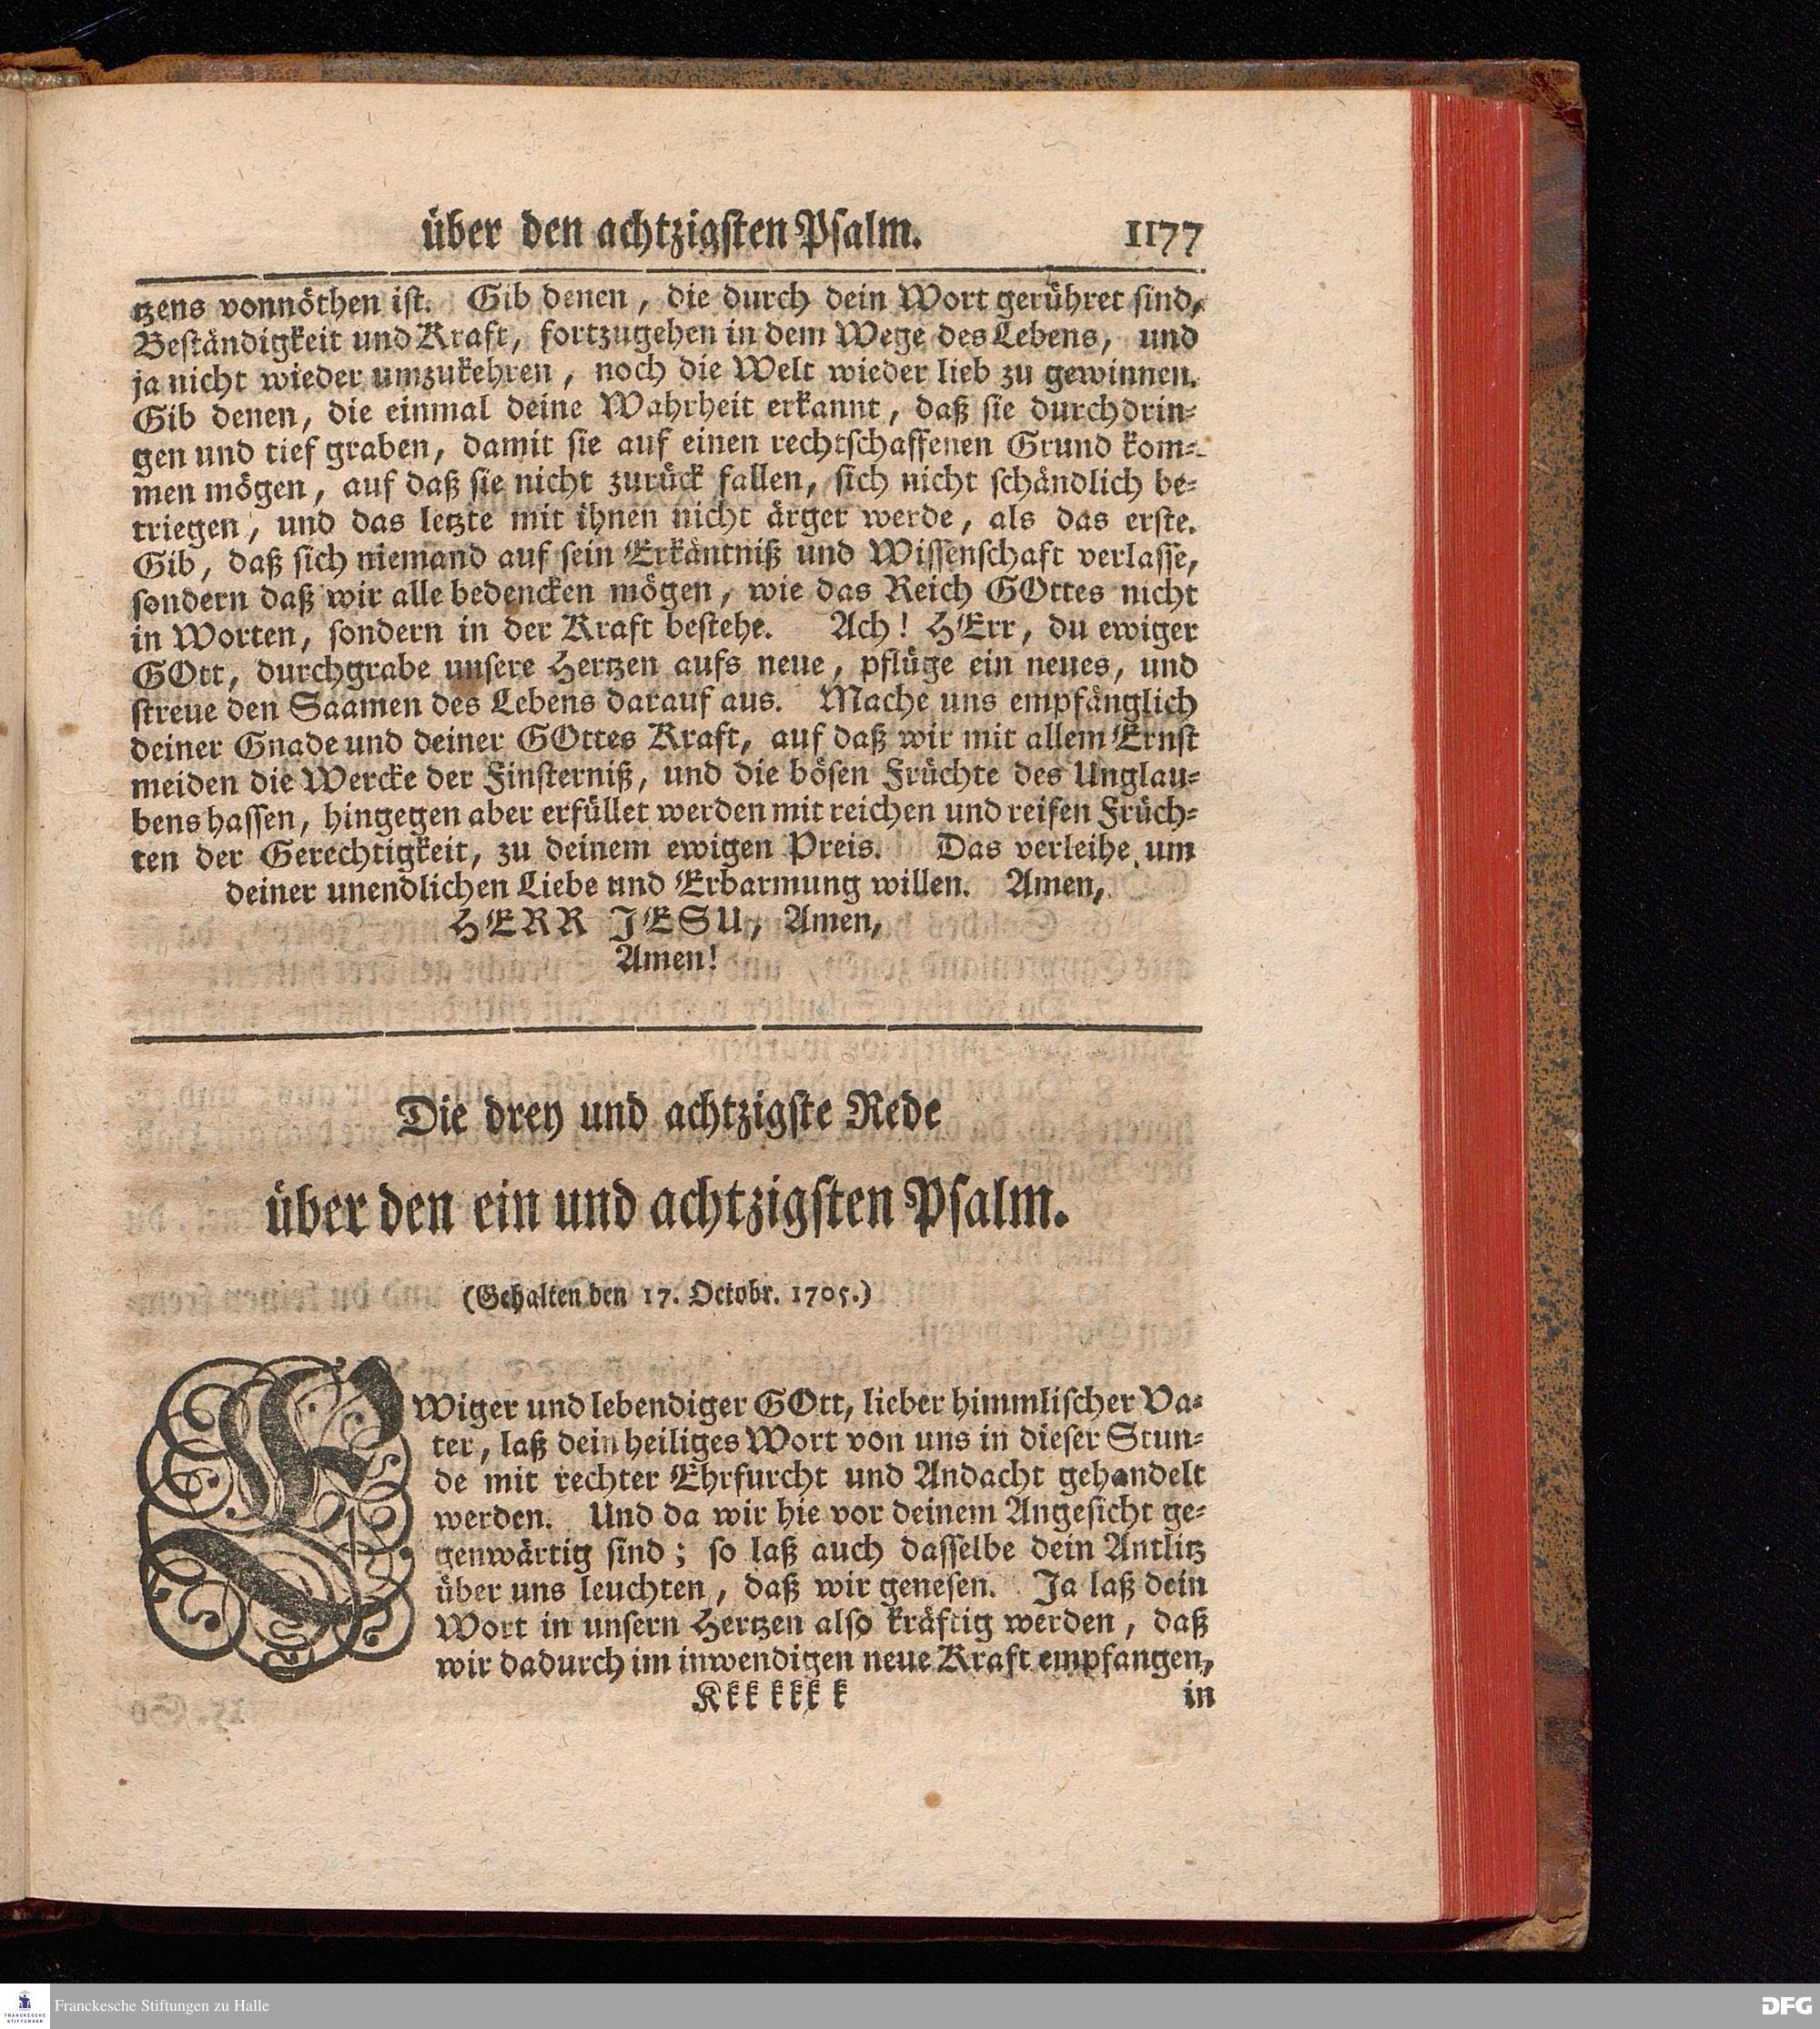 über den achtzigsten Psalm. 1177
tzens vonnöthen ist. Gib denen, die durch dein Wort gerühret sind,
Beständigkeit und Kraft, fortzugehen in dem Wege des Lebens, und
ja nicht wieder umzukehren, noch die Welt wieder lieb zu gewinnen.
Gib denen, die einmal deine Wahrheit erkannt, daß sie durchdrin-
gen und tief graben, damit sie auf einen rechtschaffenen Grund kom-
men mögen, auf daß sie nicht zurück fallen, sich nicht schändlich be-
triegen, und das letzte mit ihnen nicht ärger werde, als das erste.
Gib, daß sich niemand auf sein Erkäntniß und Wissenschaft verlasse,
sondern daß wir alle bedencken mögen, wie das Reich GOttes nicht
in Worten, sondern in der Kraft bestehe. Ach! HErr, du ewiger
GOtt, durchgrabe unsere Hertzen aufs neue, pflüge ein neues, und
streue den Saamen des Lebens darauf aus. Mache uns empfänglich
deiner Gnade und deiner GOttes Kraft, auf daß wir mit allem Ernst
meiden die Wercke der Finsterniß, und die bösen Früchte des Unglau-
bens hassen, hingegen aber erfüllet werden mit reichen und reifen Früch-
ten der Gerechtigkeit, zu deinem ewigen Preis. Das verleihe um
deiner unendlichen Liebe und Erbarmung willen. Amen,
HERR JESU, Amen,
Amen!
Die drey und achtzigste Rede
über den ein und achtzigsten Psalm.
(Gehalten den 17. Octobr. 1705.)
EWiger und lebendiger GOtt, lieber himmlischer Va-
ter, laß dein heiliges Wort von uns in dieser Stun-
de mit rechter Ehrfurcht und Andacht gehandelt
werden. Und da wir hie vor deinem Angesicht ge-
genwärtig sind; so laß auch dasselbe dein Antlitz
über uns leuchten, daß wir genesen. Ja laß dein
Wort in unsern Hertzen also kräftig werden, daß
wir dadurch im inwendigen neue Kraft empfangen,
Kkk kkk k in
Franckesche Stiftungen zu Halle
FRANCKESCHE
STIFTUNGEN
DFG